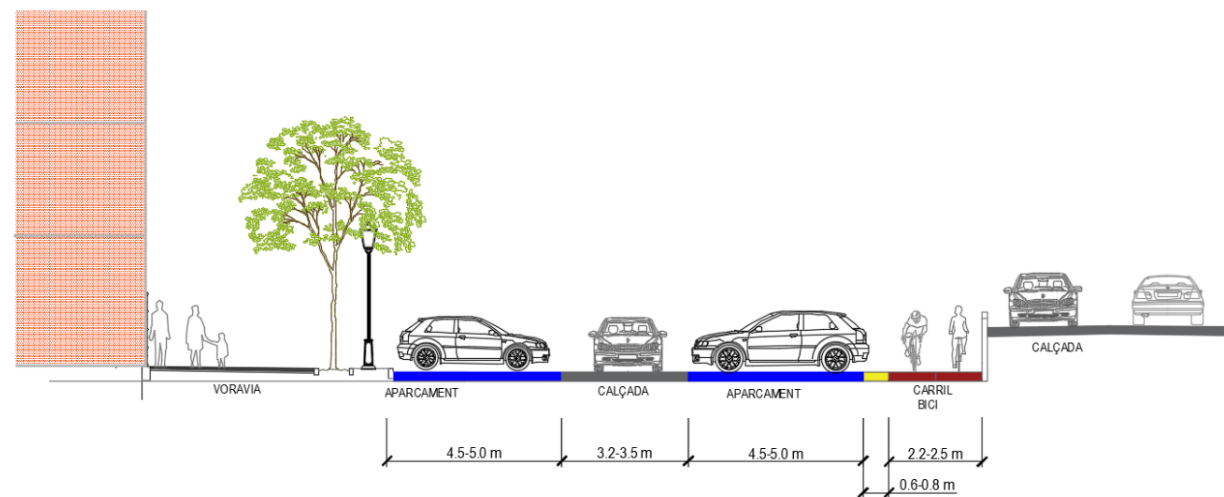 CALÇADA
VORAVIA
APARCAMENT
CALÇADA
APARCAMENT
CARRIL
BICI
4.5-5.0 m
3.2-3.5 m
4.5-5.0 m
2.2-2.5 m
0.6-0.8 m